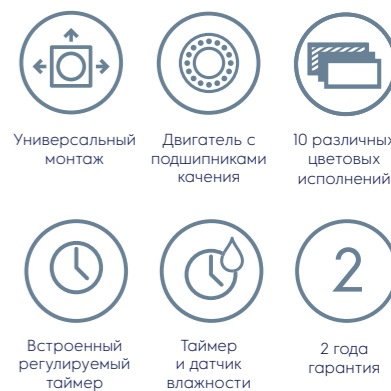 Универсальный
монтаж
Двигатель с
подшипниками
качения
10 различных
цветовых
исполнений
2
Встроенный
регулируемый
таймер
Таймер
и датчик
влажности
2 года
гарантия